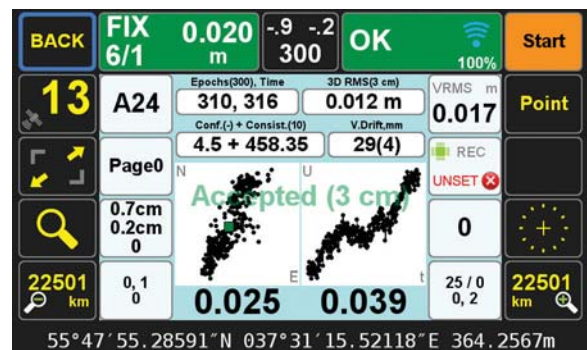 BACK
FIX 0.020
6/1 m
-.9 -.2
300
OK
100%
Start
13
A24
Epochs(300), Time
310, 316
3D RMS(3 cm)
0.012 m
VRMS m
0.017
Point
Conf.(-) + Consist.(10)
4.5 + 458.35
V.Drift,mm
29(4)
REC
UNSET
Page0
N
U
Accepted (3 cm)
0.7cm
0.2cm
0
0
E
t
22501
km
0, 1
0
0.025
0.039
25 / 0
0, 2
22501
km
55°47′55.28591″N 037°31′15.52118″E 364.2567m